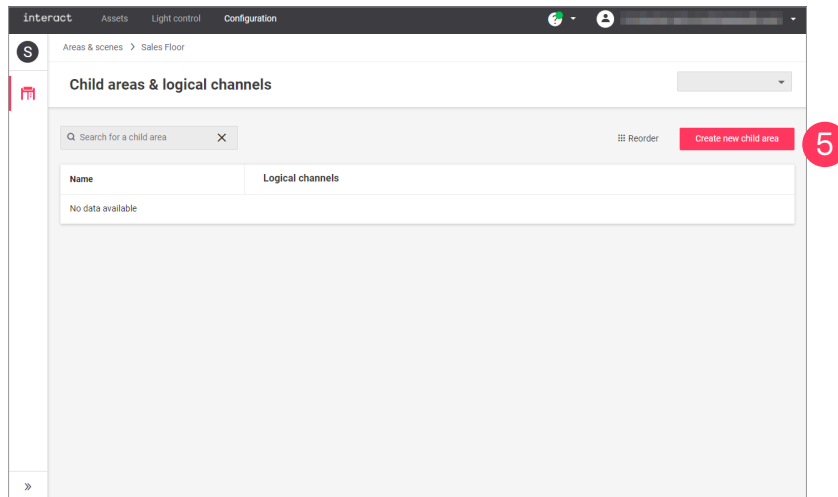 interact Assets Light control Configuration ?
S Areas & scenes > Sales Floor
Child areas & logical channels
Search for a child area Reorder Create new child area 5
Name Logical channels
No data available